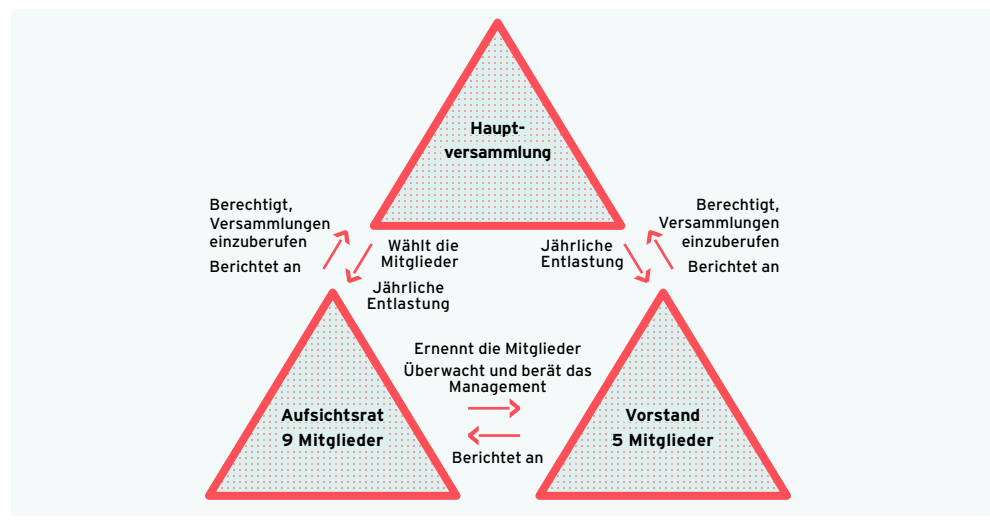 Haupt-
versammlung
Berechtigt,
Versammlungen
einzuberufen
Berichtet an
Wählt die
Mitglieder
Jährliche
Entlastung
Jährliche
Entlastung
Berechtigt,
Versammlungen
einzuberufen
Berichtet an
Ernennt die Mitglieder
Überwacht und berät das
Management
Aufsichtsrat
9 Mitglieder
Vorstand
5 Mitglieder
Berichtet an